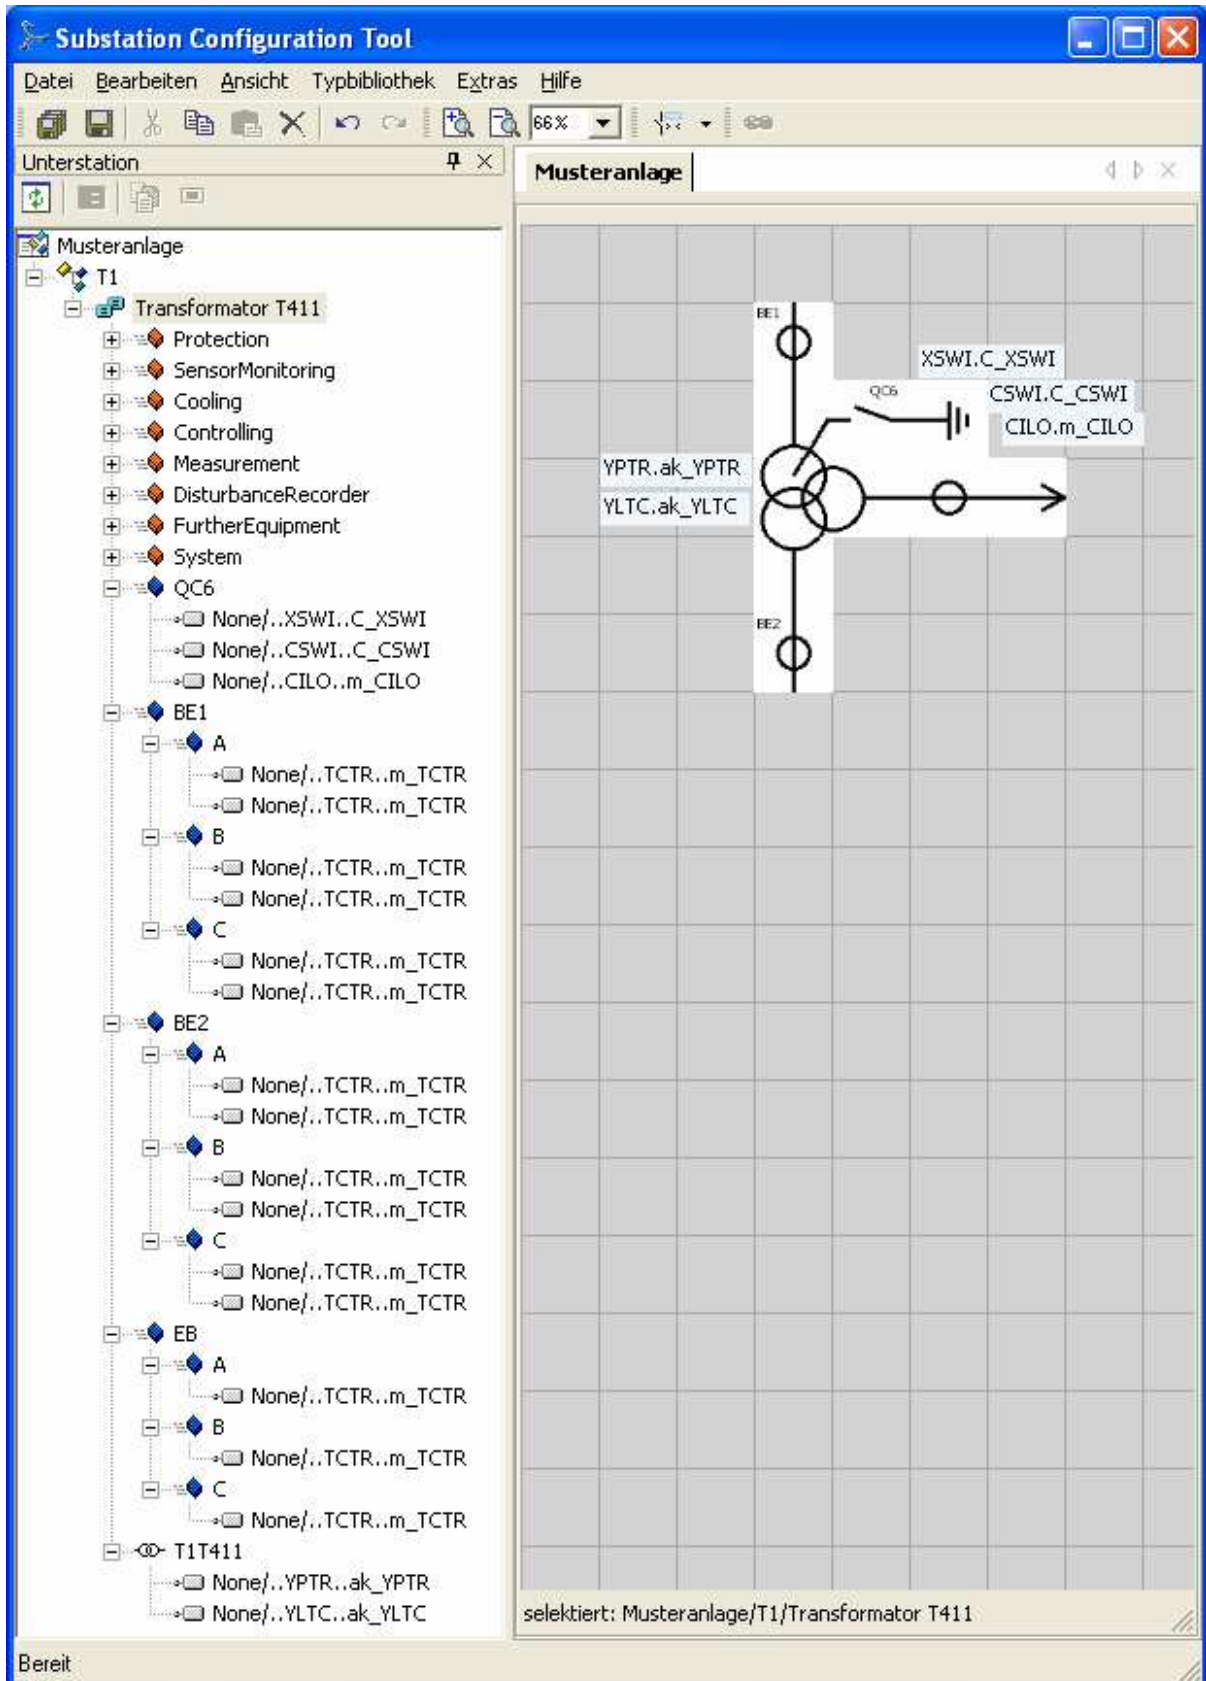 Substation Configuration Tool
Datei Bearbeiten Ansicht Typbibliothek Extras Hilfe
66%
Unterstation
Musteranlage
T1
Transformator T411
Protection
SensorMonitoring
Cooling
Controlling
Measurement
DisturbanceRecorder
FurtherEquipment
System
QC6
None/..XSWI..C_XSWI
None/..CSWI..C_CSWI
None/..CILO..m_CILO
BE1
A
None/..TCTR..m_TCTR
None/..TCTR..m_TCTR
B
None/..TCTR..m_TCTR
None/..TCTR..m_TCTR
C
None/..TCTR..m_TCTR
None/..TCTR..m_TCTR
BE2
A
None/..TCTR..m_TCTR
None/..TCTR..m_TCTR
B
None/..TCTR..m_TCTR
None/..TCTR..m_TCTR
C
None/..TCTR..m_TCTR
None/..TCTR..m_TCTR
EB
A
None/..TCTR..m_TCTR
B
None/..TCTR..m_TCTR
C
None/..TCTR..m_TCTR
T1T411
None/..YPTR..ak_YPTR
None/..YLTC..ak_YLTC
Musteranlage
BE1
XSWI.C_XSWI
QC6
CSWI.C_CSWI
CILO.m_CILO
YPTR.ak_YPTR
YLTC.ak_YLTC
BE2
selektiert: Musteranlage/T1/Transformator T411
Bereit